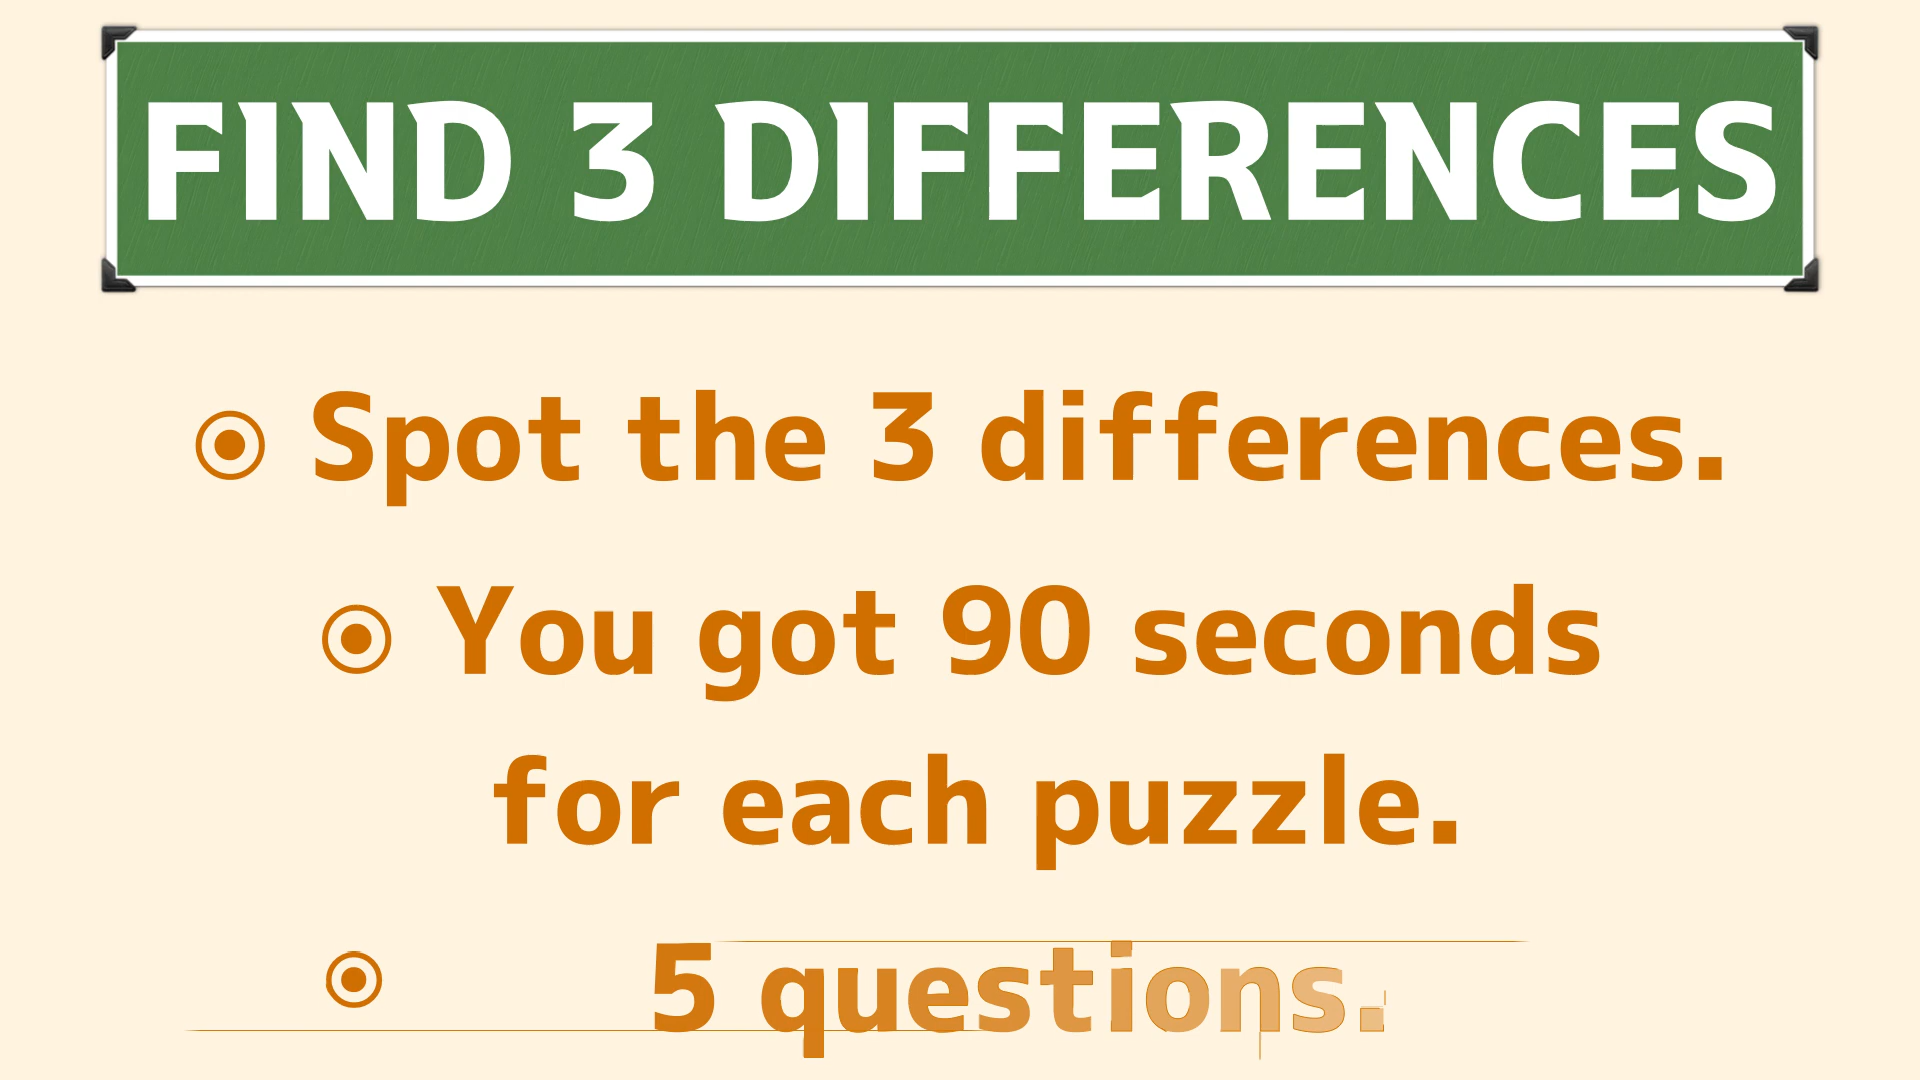 FIND 3 DIFFERENCES
◉ Spot the 3 differences.
◉ You got 90 seconds
for each puzzle.
◉ 5 questions.